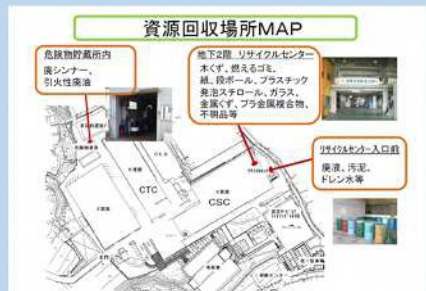 資源回収場所MAP
危険物貯蔵所内
廃シンナー、
引火性廃油
地下2階 リサイクルセンター
木くず、燃えるゴミ、
紙、段ボール、プラスチック
発泡スチロール、ガラス、
金属くず、プラ金属複合物、
不明品等
リサイクルセンター入口前
廃液、汚泥、
ドレン水等
CTC
CSC